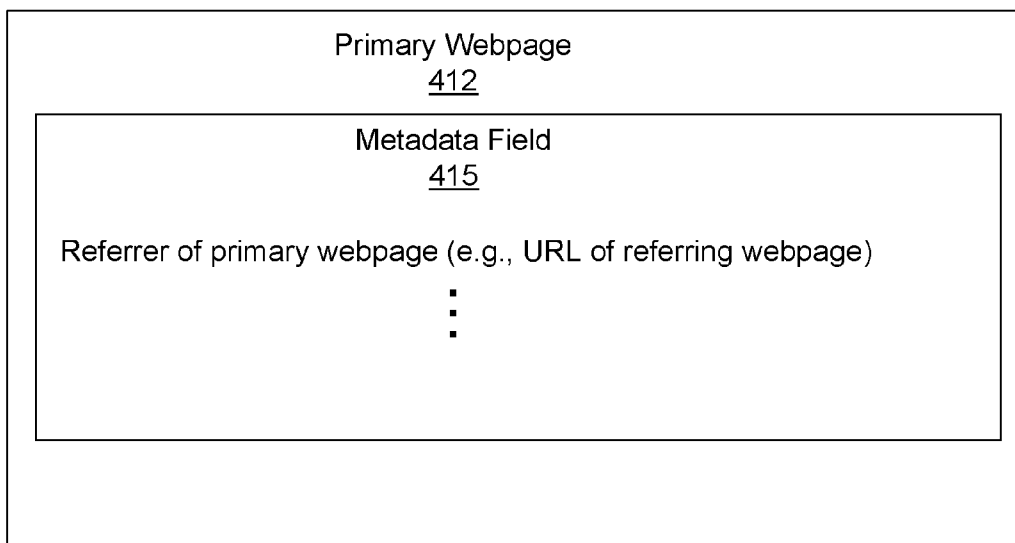 Primary Webpage
412
Metadata Field
415
Referrer of primary webpage (e.g., URL of referring webpage)